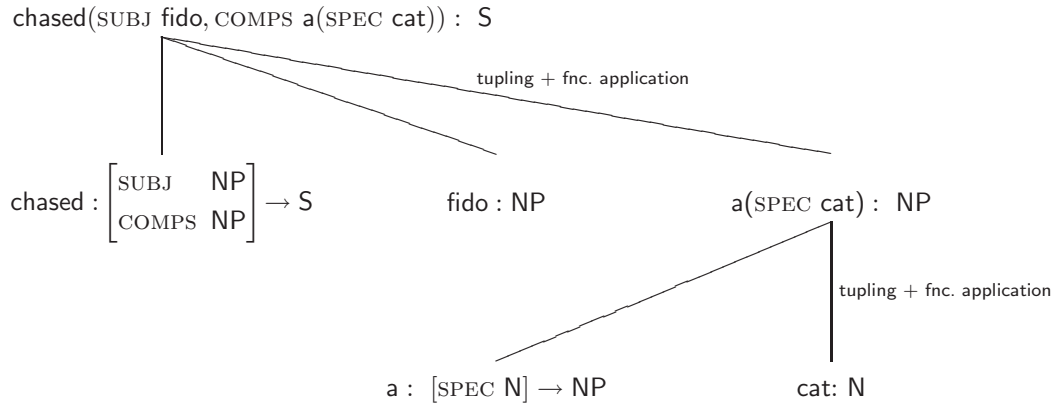 chased(SUBJ fido, COMPS a(SPEC cat)) : S
tupling + fnc. application
chased : [SUBJ NP COMPS NP] → S
fido : NP
a(SPEC cat) : NP
tupling + fnc. application
a : [SPEC N] → NP
cat: N